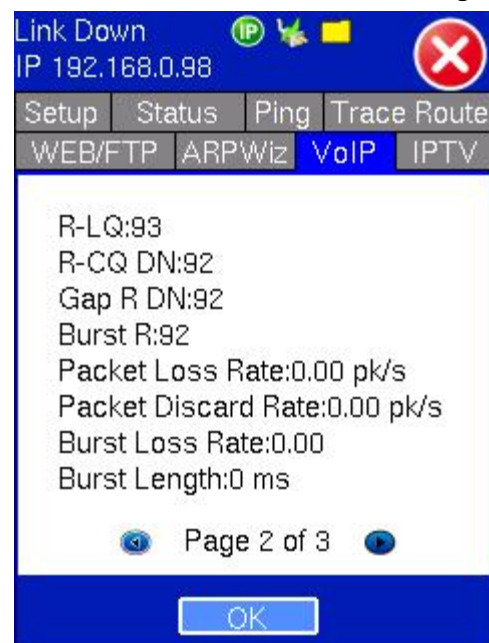 Link Down IP
IP 192.168.0.98
Setup Status Ping Trace Route
WEB/FTP ARPWiz VoIP IPTV
R-LQ:93
R-CQ DN:92
Gap R DN:92
Burst R:92
Packet Loss Rate:0.00 pk/s
Packet Discard Rate:0.00 pk/s
Burst Loss Rate:0.00
Burst Length:0 ms
Page 2 of 3
OK